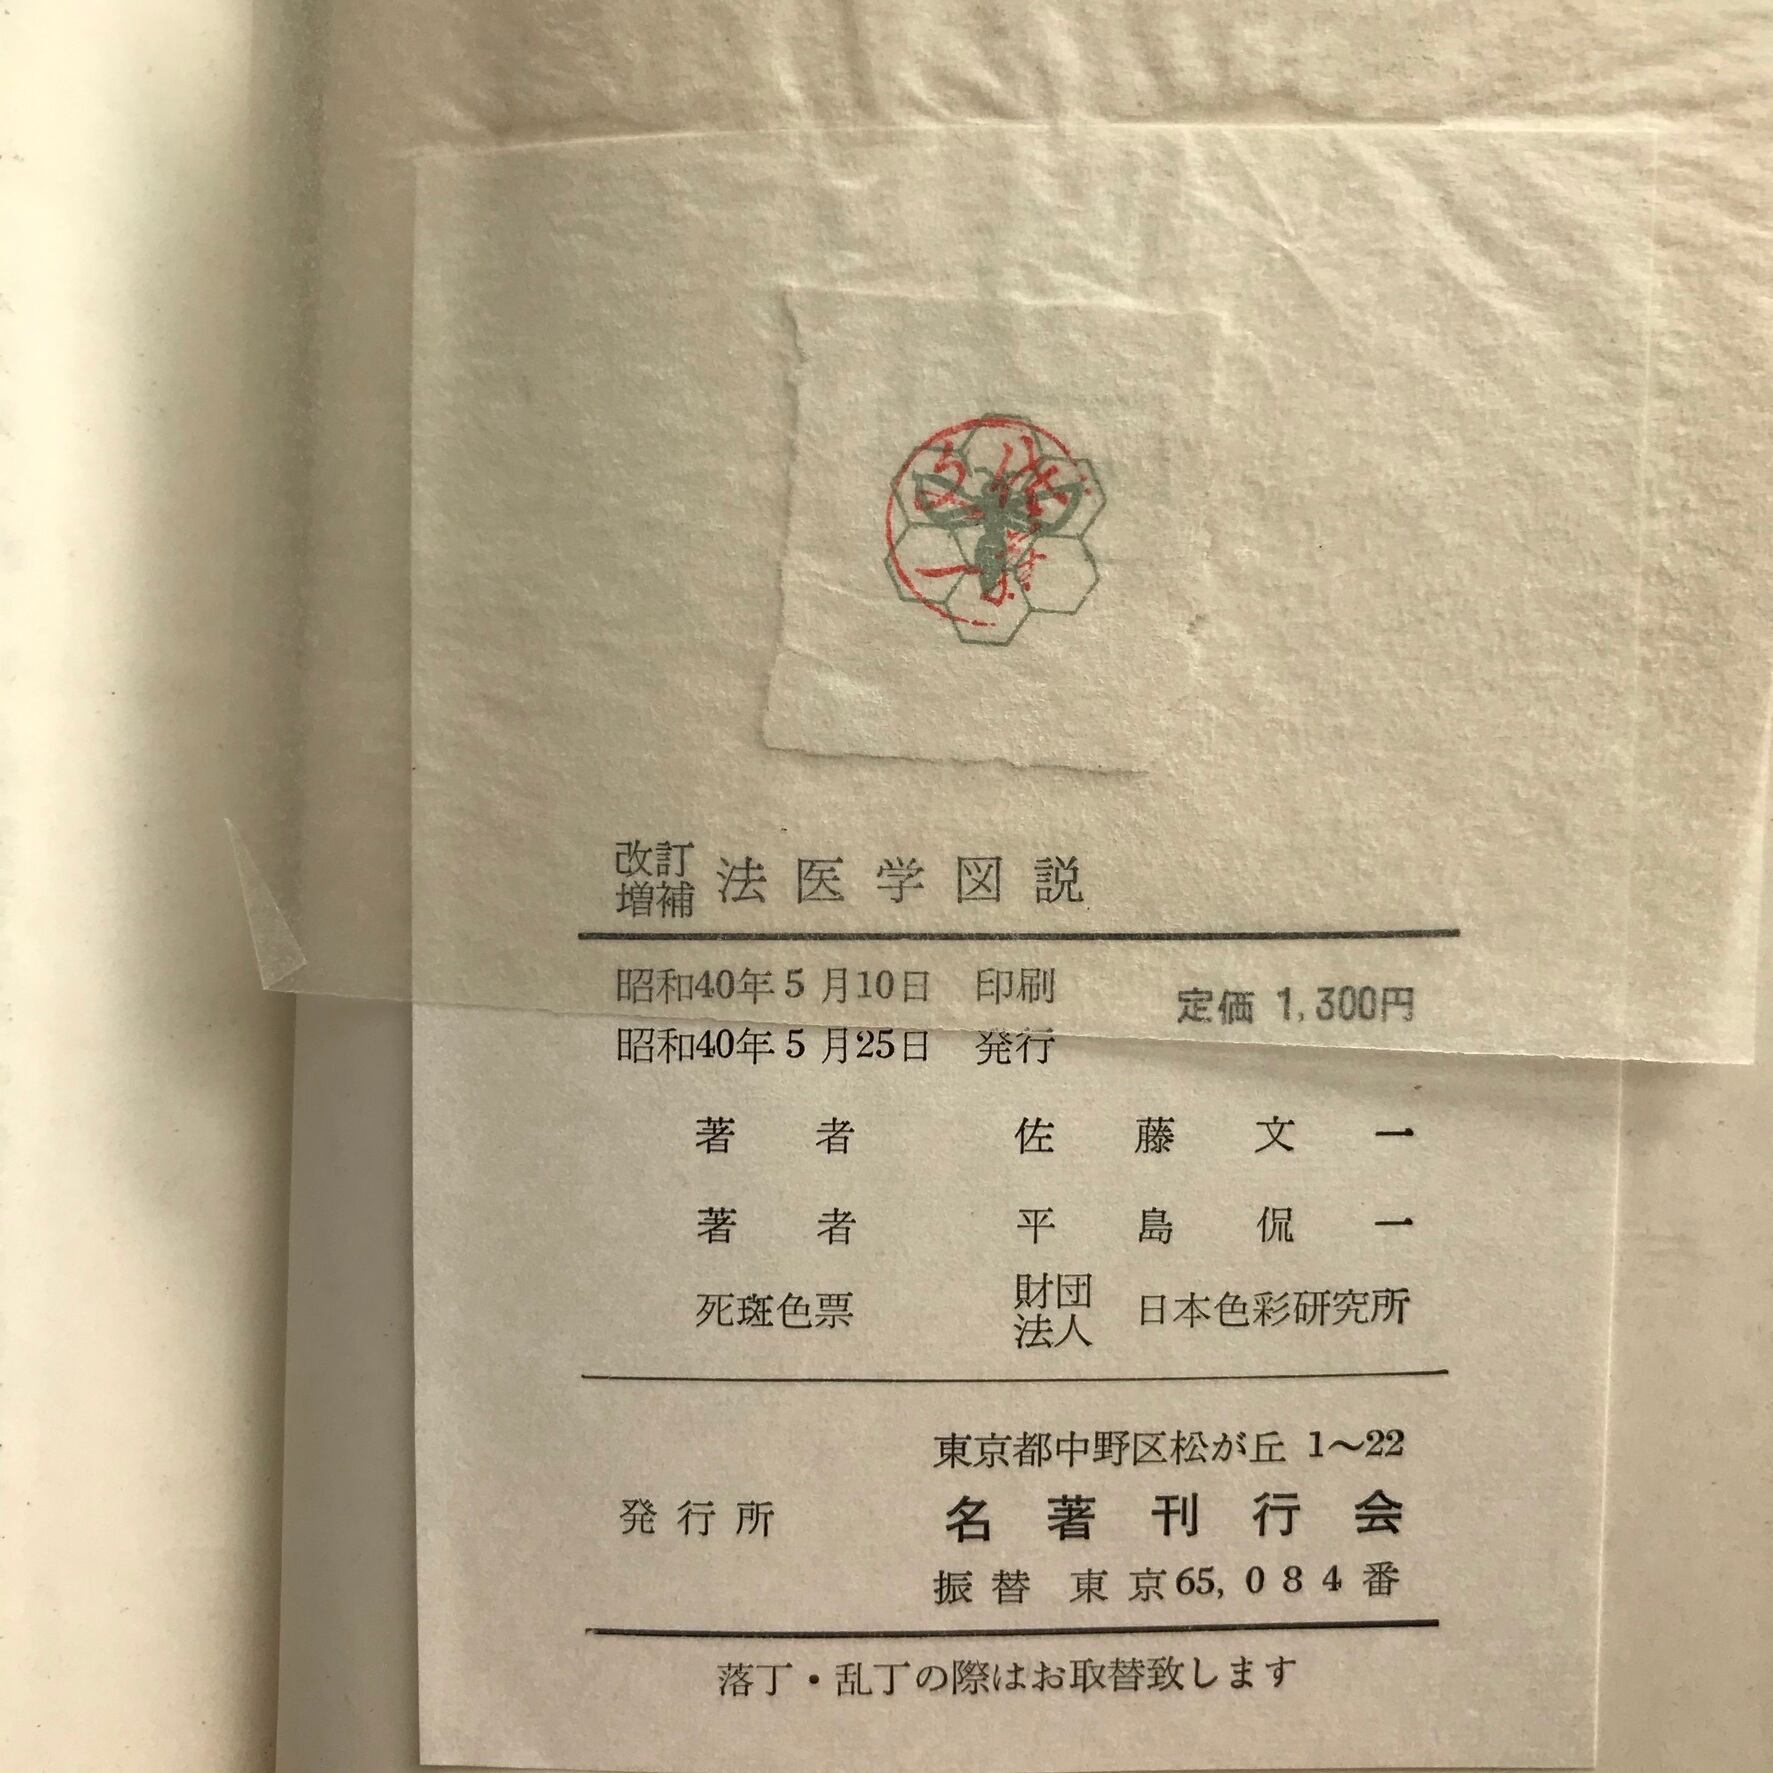 佐藤
文一
改訂増補 法医学図説
昭和40年5月10日 印刷
定価 1,300円
昭和40年5月25日 発行
著者 佐藤文一
著者 平島侃一
死斑色票 財団法人 日本色彩研究所
東京都中野区松が丘 1～22
発行所 名著刊行会
振替 東京65,084番
落丁・乱丁の際はお取替致します